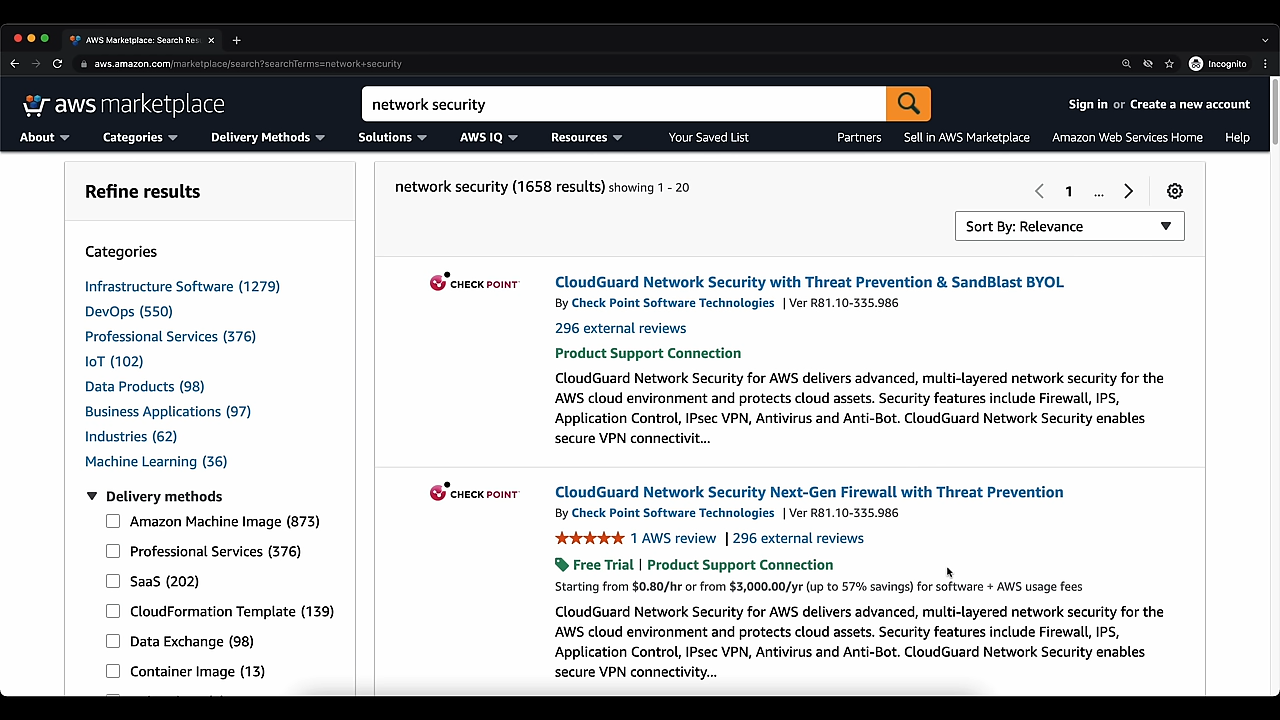 AWS Marketplace: Search Res
aws.amazon.com/marketplace/search?searchTerms=network+security
Incognito
aws marketplace
network security
Sign in or Create a new account
About
Categories
Delivery Methods
Solutions
AWS IQ
Resources
Your Saved List
Partners
Sell in AWS Marketplace
Amazon Web Services Home
Help
Refine results
Categories
Infrastructure Software (1279)
DevOps (550)
Professional Services (376)
IoT (102)
Data Products (98)
Business Applications (97)
Industries (62)
Machine Learning (36)
Delivery methods
Amazon Machine Image (873)
Professional Services (376)
SaaS (202)
CloudFormation Template (139)
Data Exchange (98)
Container Image (13)
network security (1658 results) showing 1 - 20
1
...
Sort By: Relevance
CHECK POINT
CloudGuard Network Security with Threat Prevention & SandBlast BYOL
By Check Point Software Technologies | Ver R81.10-335.986
296 external reviews
Product Support Connection
CloudGuard Network Security for AWS delivers advanced, multi-layered network security for the
AWS cloud environment and protects cloud assets. Security features include Firewall, IPS,
Application Control, IPsec VPN, Antivirus and Anti-Bot. CloudGuard Network Security enables
secure VPN connectivit...
CHECK POINT
CloudGuard Network Security Next-Gen Firewall with Threat Prevention
By Check Point Software Technologies | Ver R81.10-335.986
1 AWS review | 296 external reviews
Free Trial | Product Support Connection
Starting from $0.80/hr or from $3,000.00/yr (up to 57% savings) for software + AWS usage fees
CloudGuard Network Security for AWS delivers advanced, multi-layered network security for the
AWS cloud environment and protects cloud assets. Security features include Firewall, IPS,
Application Control, IPsec VPN, Antivirus and Anti-Bot. CloudGuard Network Security enables
secure VPN connectivity...